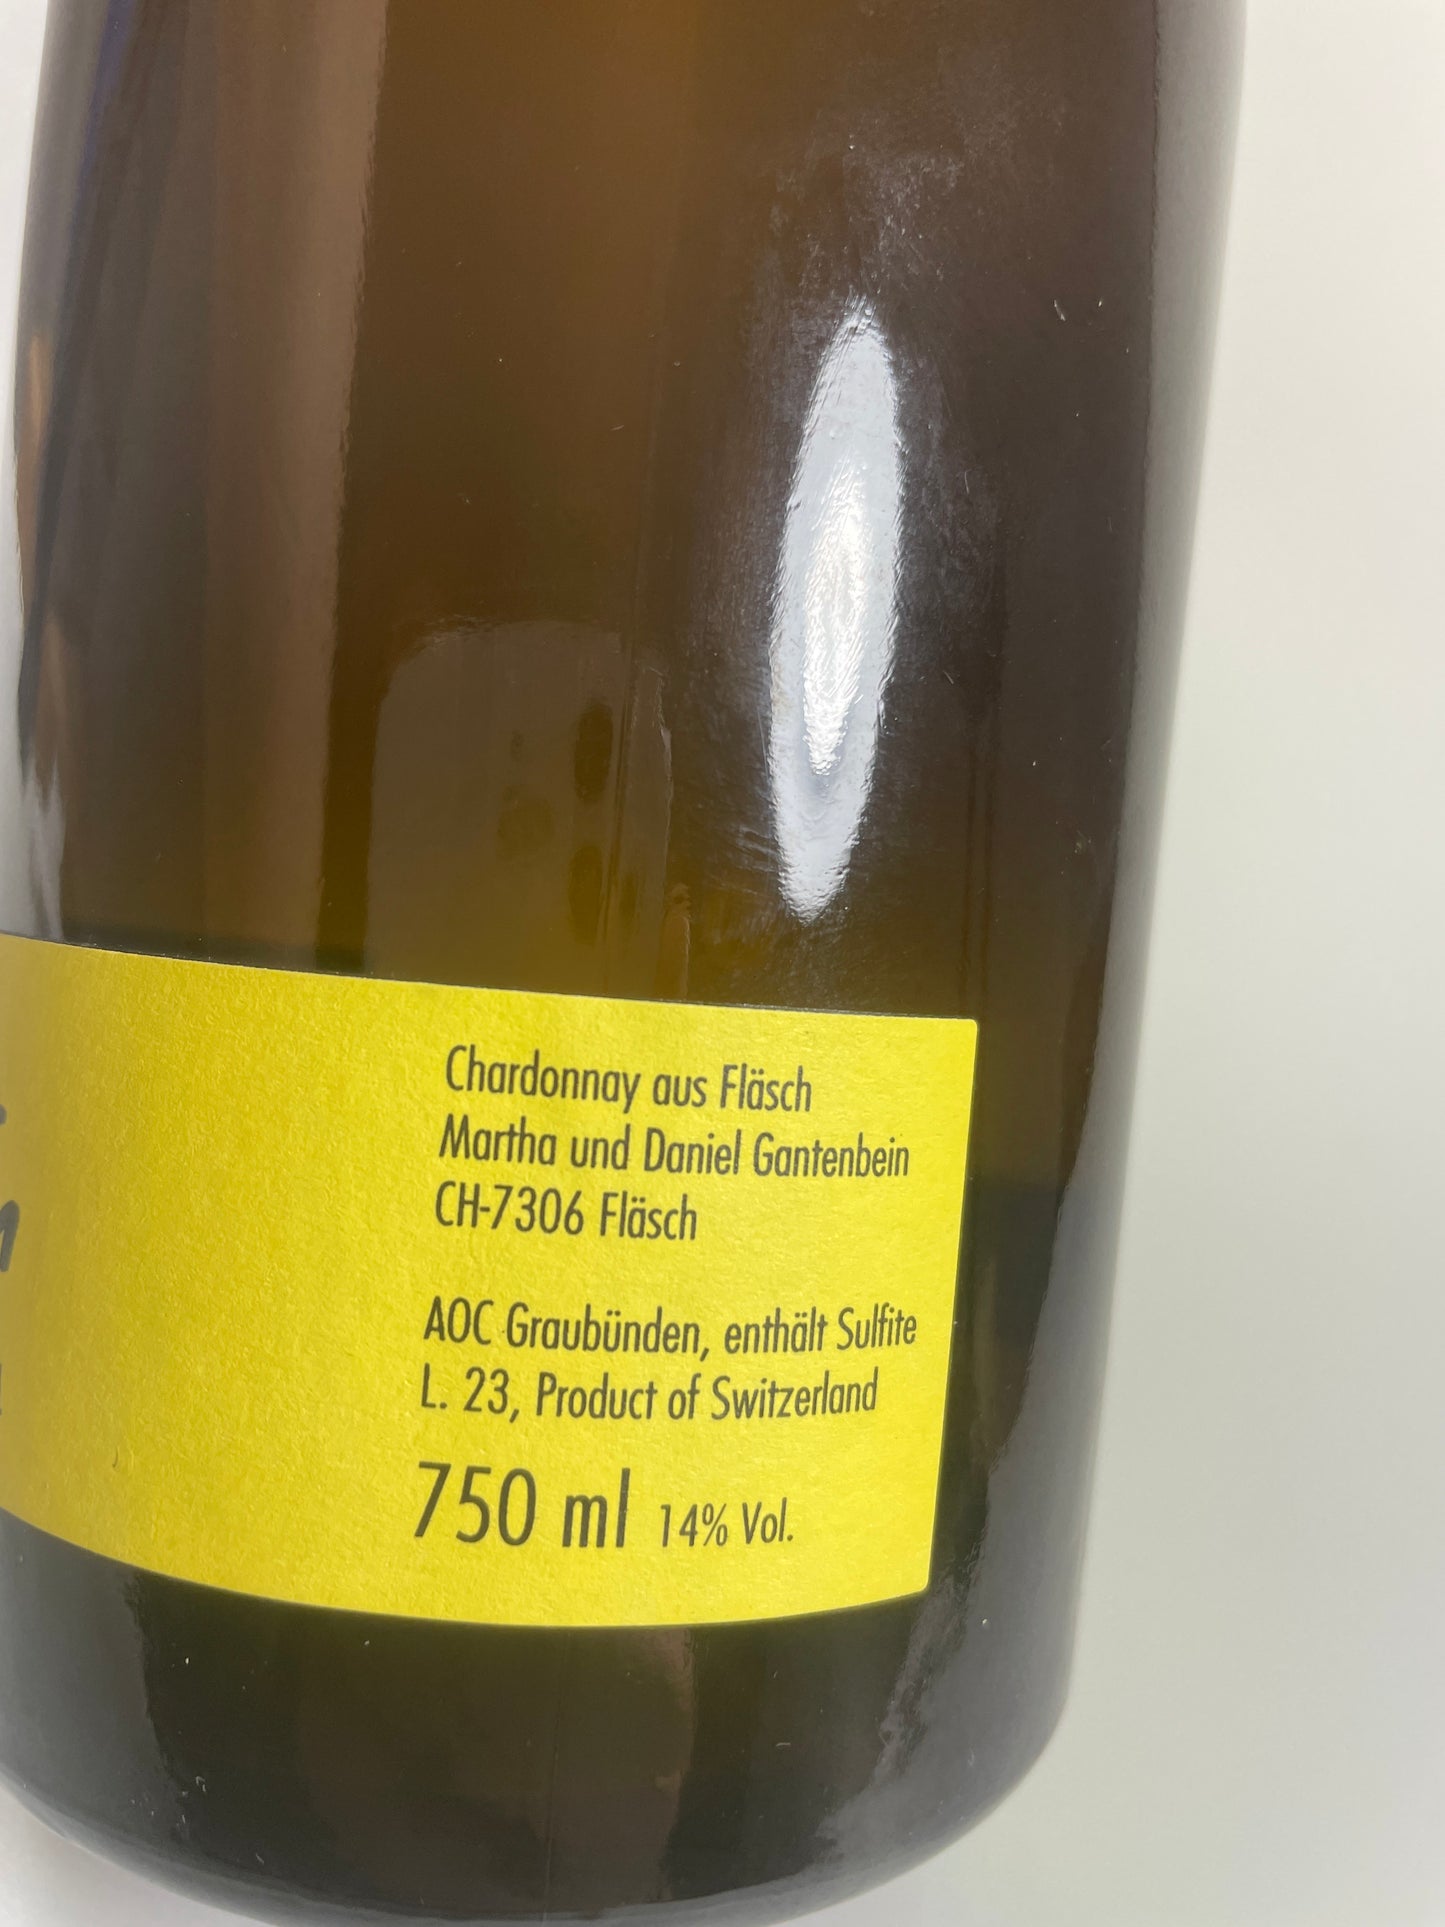 Chardonnay aus Fläsch
Martha und Daniel Gantenbein
CH-7306 Fläsch
AOC Graubünden, enthält Sulfite
L. 23, Product of Switzerland
750 ml 14% Vol.